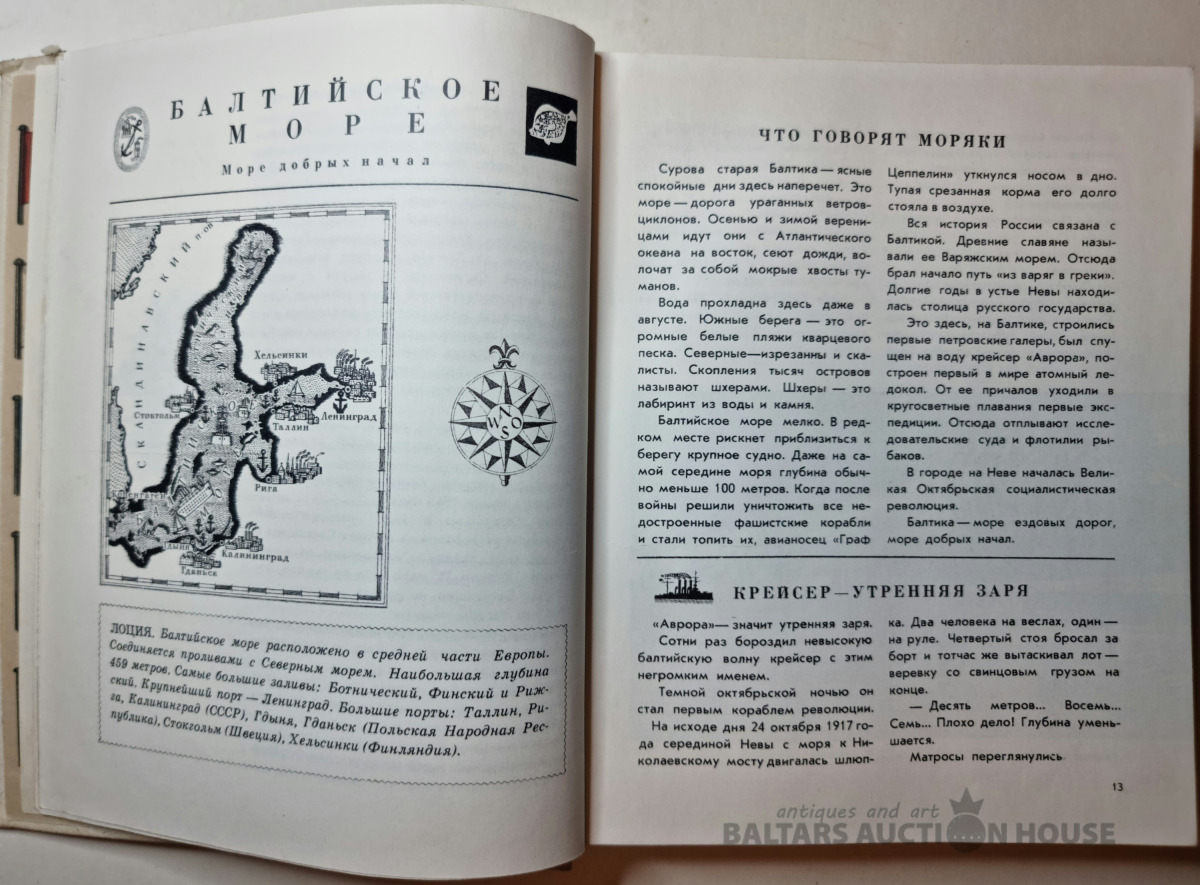 БАЛТИЙСКОЕ
МОРЕ
Море добрых начал
СКАНДИНАВСКИЙ П-ОВ
Хельсинки
Стокгольм
Ленинград
Таллин
Рига
Калининград
Гданьск
N
W
S
O
ЛОЦИЯ. Балтийское море расположено в средней части Европы.
Соединяется проливами с Северным морем. Наибольшая глубина
459 метров. Самые большие заливы: Ботнический, Финский и Риж-
ский. Крупнейший порт — Ленинград. Большие порты: Таллин, Ри-
га, Калининград (СССР), Гдыня, Гданьск (Польская Народная Рес-
публика), Стокгольм (Швеция), Хельсинки (Финляндия).
ЧТО ГОВОРЯТ МОРЯКИ
Сурова старая Балтика — ясные
спокойные дни здесь наперечет. Это
море — дорога ураганных ветров-
циклонов. Осенью и зимой верени-
цами идут они с Атлантического
океана на восток, сеют дожди, во-
лочат за собой мокрые хвосты ту-
манов.
Вода прохладна здесь даже в
августе. Южные берега — это ог-
ромные белые пляжи кварцевого
песка. Северные—изрезанны и ска-
листы. Скопления тысяч островов
называют шхерами. Шхеры — это
лабиринт из воды и камня.
Балтийское море мелко. В ред-
ком месте рискнет приблизиться к
берегу крупное судно. Даже на са-
мой середине моря глубина обыч-
но меньше 100 метров. Когда после
войны решили уничтожить все не-
достроенные фашистские корабли
и стали топить их, авианосец «Граф
Цеппелин» уткнулся носом в дно.
Тупая срезанная корма его долго
стояла в воздухе.
Вся история России связана с
Балтикой. Древние славяне назы-
вали ее Варяжским морем. Отсюда
брал начало путь «из варяг в греки».
Долгие годы в устье Невы находи-
лась столица русского государства.
Это здесь, на Балтике, строились
первые петровские галеры, был спу-
щен на воду крейсер «Аврора», по-
строен первый в мире атомный ле-
докол. От ее причалов уходили в
кругосветные плавания первые экс-
педиции. Отсюда отплывают иссле-
довательские суда и флотилии ры-
баков.
В городе на Неве началась Вели-
кая Октябрьская социалистическая
революция.
Балтика — море ездовых дорог,
море добрых начал.
КРЕЙСЕР—УТРЕННЯЯ ЗАРЯ
«Аврора»— значит утренняя заря.
Сотни раз бороздил невысокую
балтийскую волну крейсер с этим
негромким именем.
Темной октябрьской ночью он
стал первым кораблем революции.
На исходе дня 24 октября 1917 го-
да серединой Невы с моря к Ни-
колаевскому мосту двигалась шлюп-
ка. Два человека на веслах, один —
на руле. Четвертый стоя бросал за
борт и тотчас же вытаскивал лот —
веревку со свинцовым грузом на
конце.
— Десять метров... Восемь...
Семь... Плохо дело! Глубина умень-
шается.
Матросы переглянулись
13
antiques and art
BALTARS AUCTION HOUSE